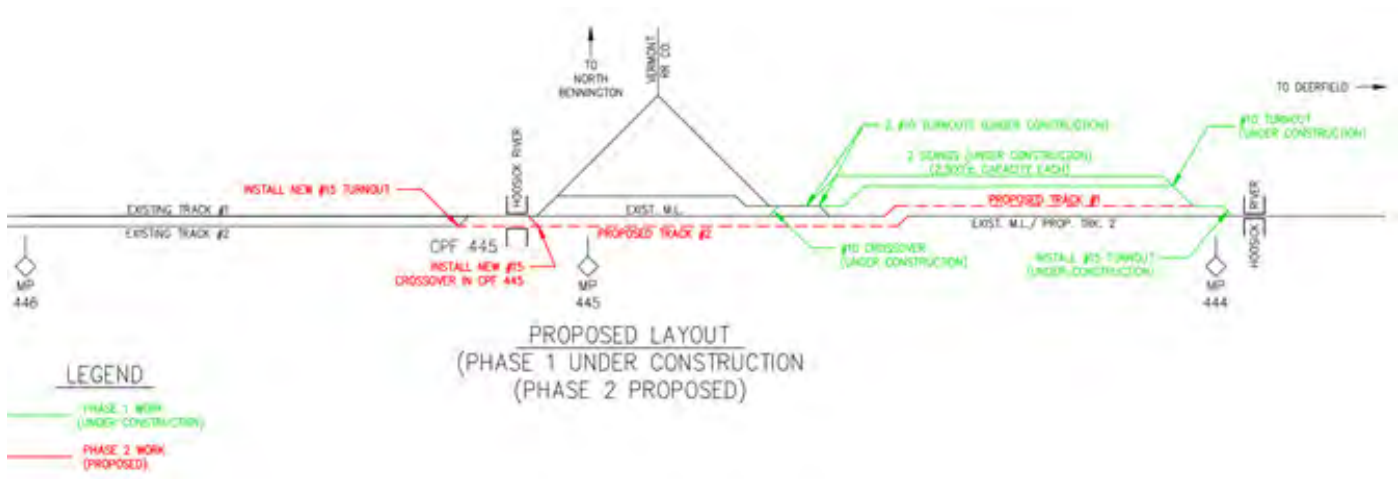 TO
NORTH
BENNINGTON
VERMONT
RR CO.
TO DEERFIELD
2 #10 TURNOUTS (UNDER CONSTRUCTION)
#10 TURNOUT
(UNDER CONSTRUCTION)
2 SIDINGS (UNDER CONSTRUCTION)
(2,500'± CAPACITY EACH)
HOOSICK RIVER
INSTALL NEW #15 TURNOUT
PROPOSED TRACK #1
HOOSICK RIVER
EXISTING TRACK #1
EXIST. M.L.
EXIST. M.L./ PROP. TRK. 2
EXISTING TRACK #2
PROPOSED TRACK #2
CPF 445
#10 CROSSOVER
(UNDER CONSTRUCTION)
INSTALL #15 TURNOUT
(UNDER CONSTRUCTION)
INSTALL NEW #15
CROSSOVER IN CPF 445
MP
446
MP
445
MP
444
PROPOSED LAYOUT
(PHASE 1 UNDER CONSTRUCTION
(PHASE 2 PROPOSED)
LEGEND
PHASE 1 WORK
(UNDER CONSTRUCTION)
PHASE 2 WORK
(PROPOSED)